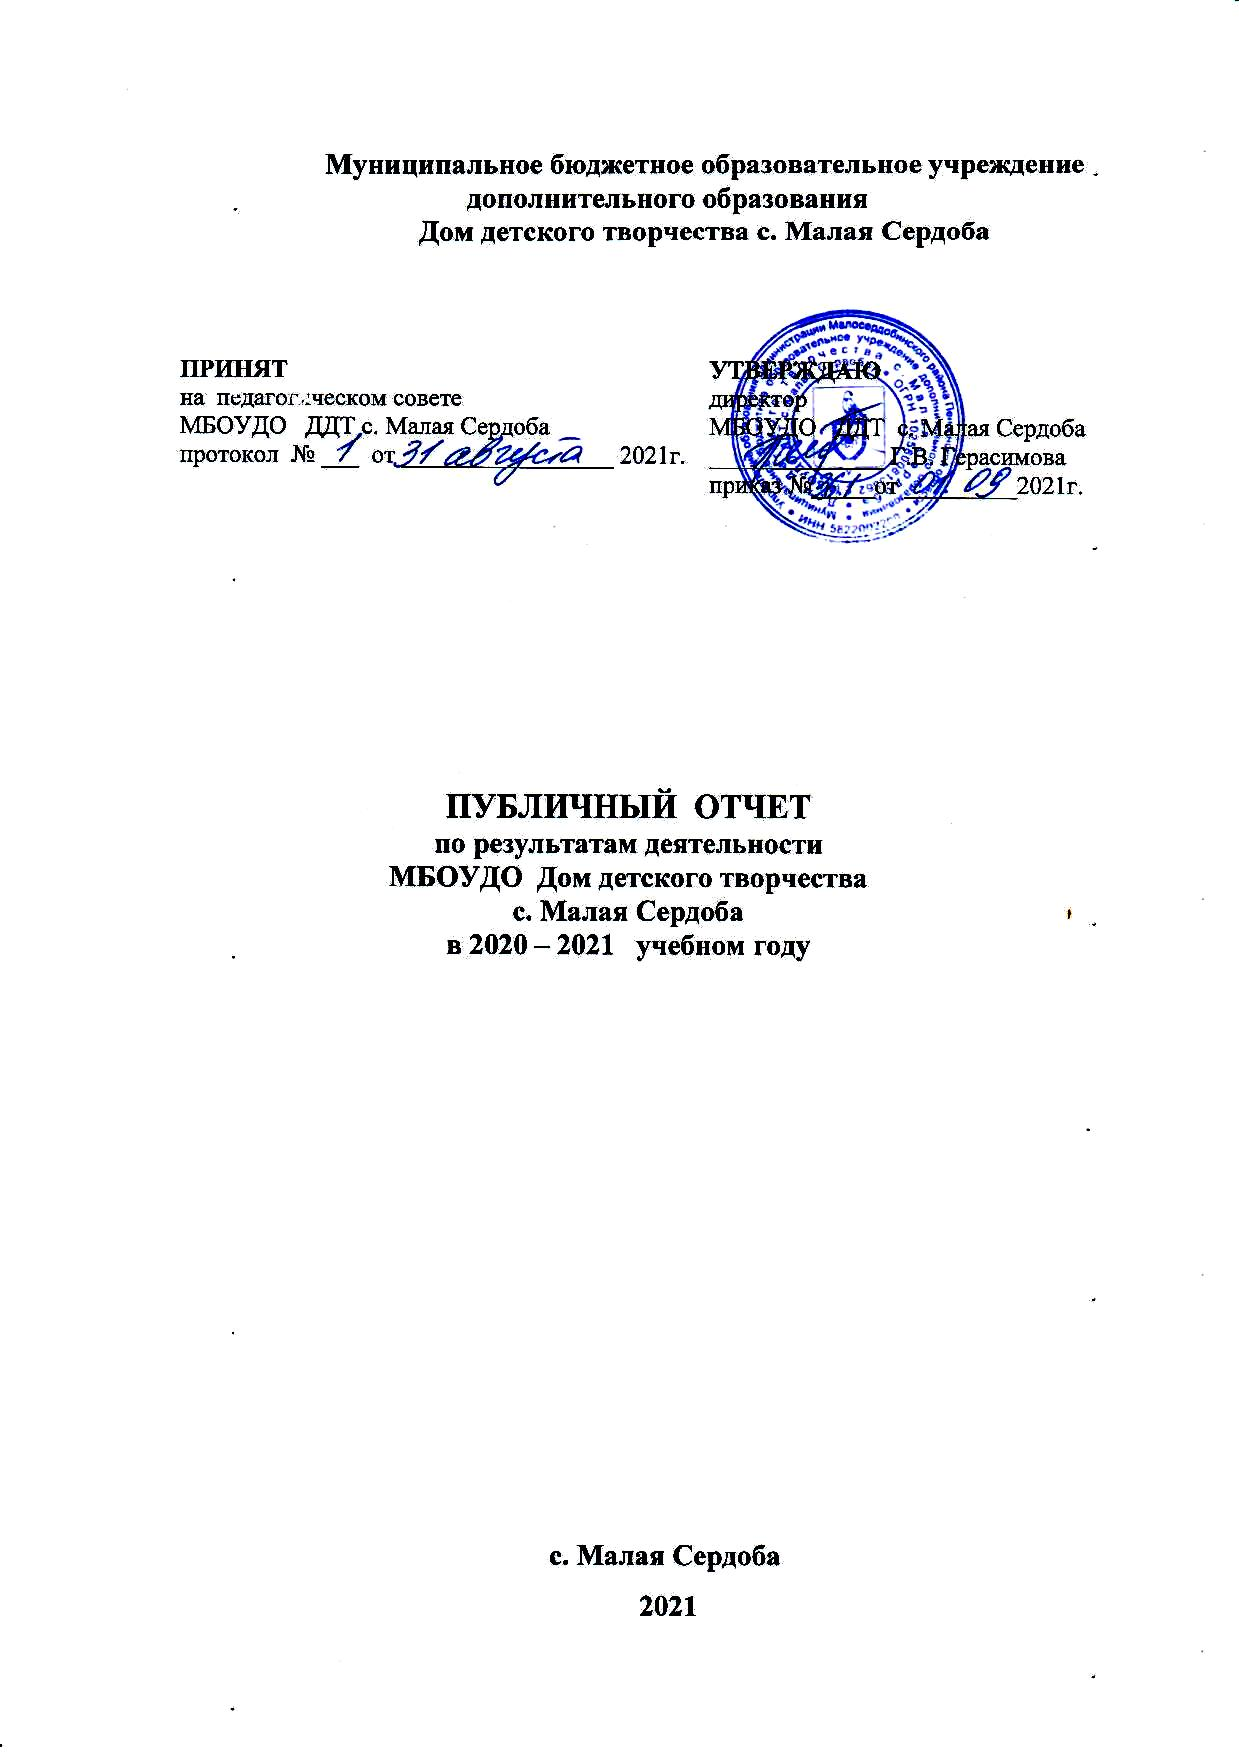 Муниципальное бюджетное образовательное учреждение
дополнительного образования
Дом детского творчества с. Малая Сердоба
ПРИНЯТ
на педагогическом совете
МБОУДО ДДТ с. Малая Сердоба
протокол № 1 от 31 августа 2021г.
УТВЕРЖДАЮ
директор
МБОУДО ДДТ с. Малая Сердоба
Г.В. Герасимова
приказ № от 01 09 2021г.
ПУБЛИЧНЫЙ ОТЧЕТ
по результатам деятельности
МБОУДО Дом детского творчества
с. Малая Сердоба
в 2020 – 2021 учебном году
с. Малая Сердоба
2021